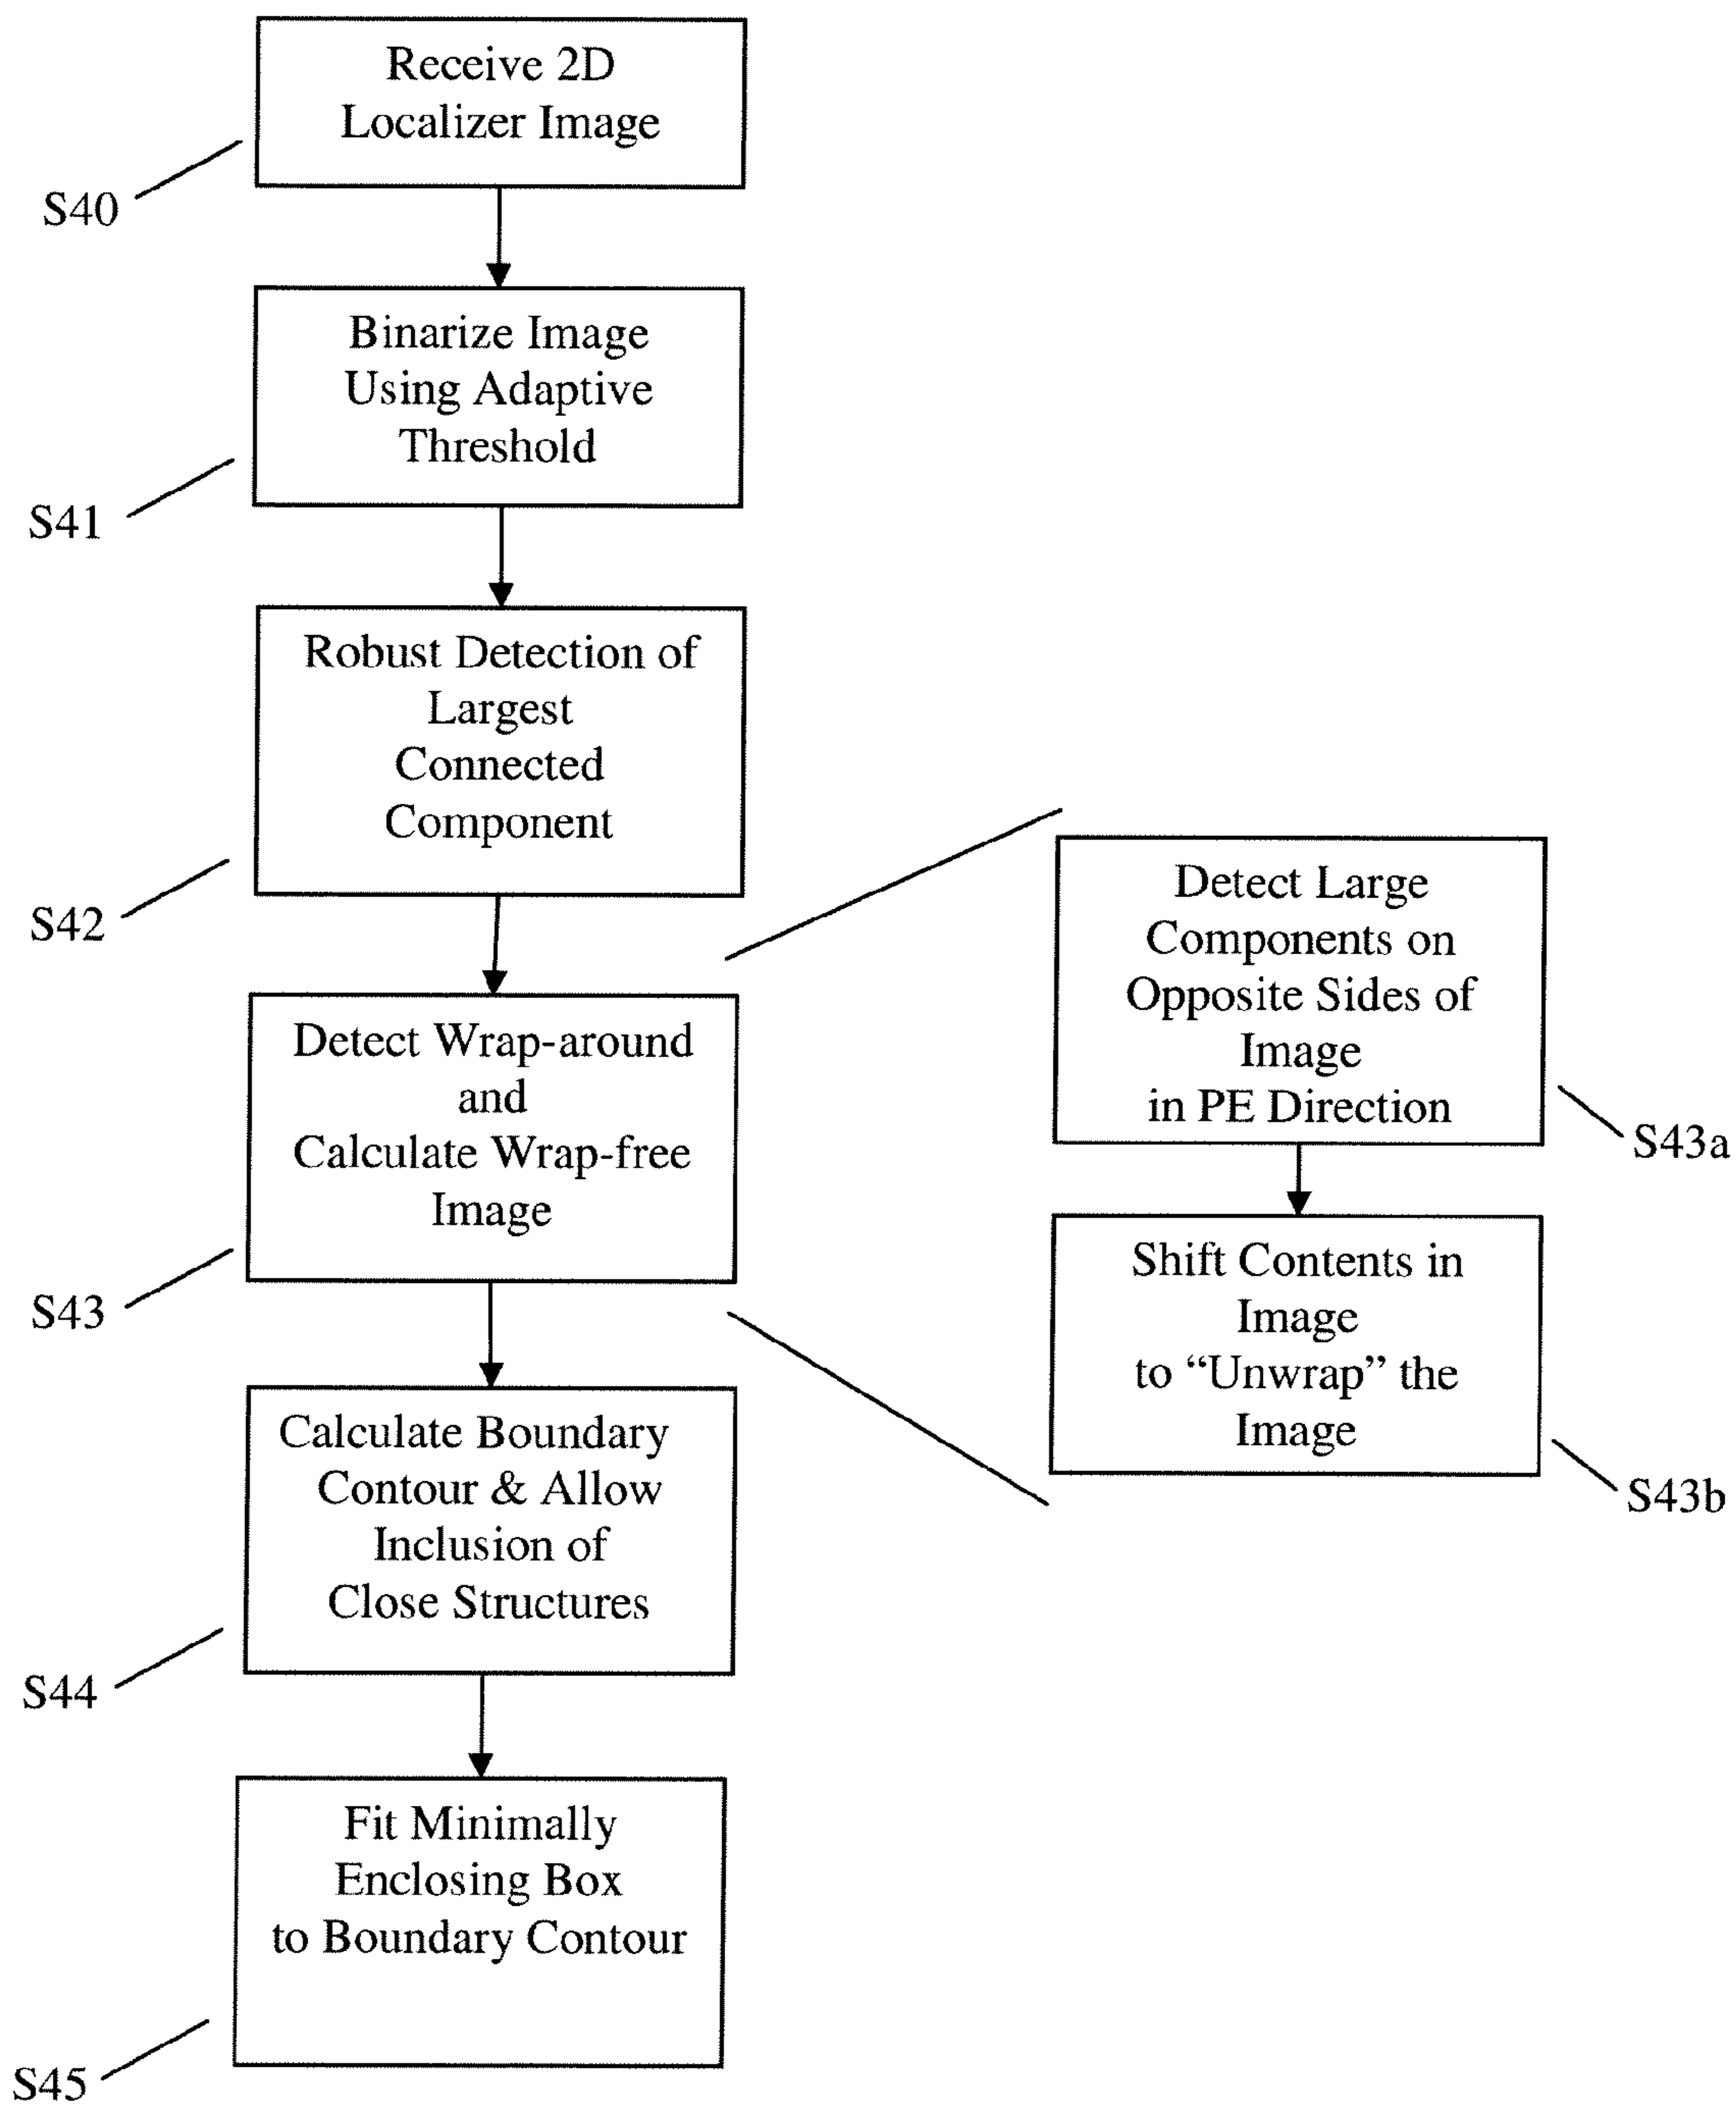 Receive 2D
Localizer Image
S40
Binarize Image
Using Adaptive
Threshold
S41
Robust Detection of
Largest
Connected
Component
S42
Detect Wrap-around
and
Calculate Wrap-free
Image
S43
Detect Large
Components on
Opposite Sides of
Image
in PE Direction
S43a
Shift Contents in
Image
to “Unwrap” the
Image
S43b
Calculate Boundary
Contour & Allow
Inclusion of
Close Structures
S44
Fit Minimally
Enclosing Box
to Boundary Contour
S45